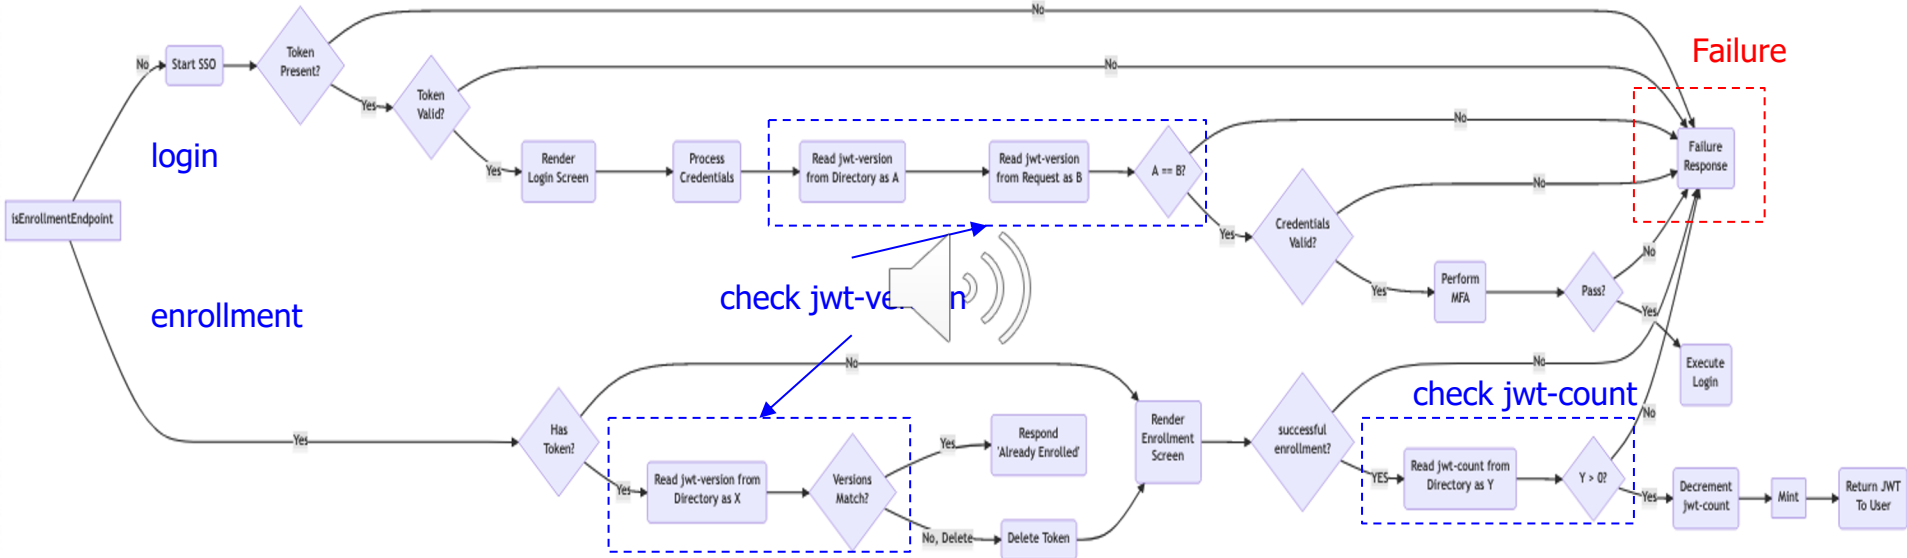 No
Failure
No
Start SSO
Token
Present?
No
Yes
Token
Valid?
login
Yes
Render
Login Screen
Process
Credentials
Read jwt-version
from Directory as A
Read jwt-version
from Request as B
A == B?
No
Failure
Response
No
isEnrollmentEndpoint
Yes
Credentials
Valid?
No
Yes
Perform
MFA
Pass?
Yes
enrollment
check jwt-
Execute
Login
No
check jwt-count
Yes
Has
Token?
No
Yes
Read jwt-version from
Directory as X
Versions
Match?
Yes
Respond
'Already Enrolled'
No, Delete
Delete Token
Render
Enrollment
Screen
successful
enrollment?
No
YES
Read jwt-count from
Directory as Y
Y > 0?
Yes
Decrement
jwt-count
Mint
Return JWT
To User